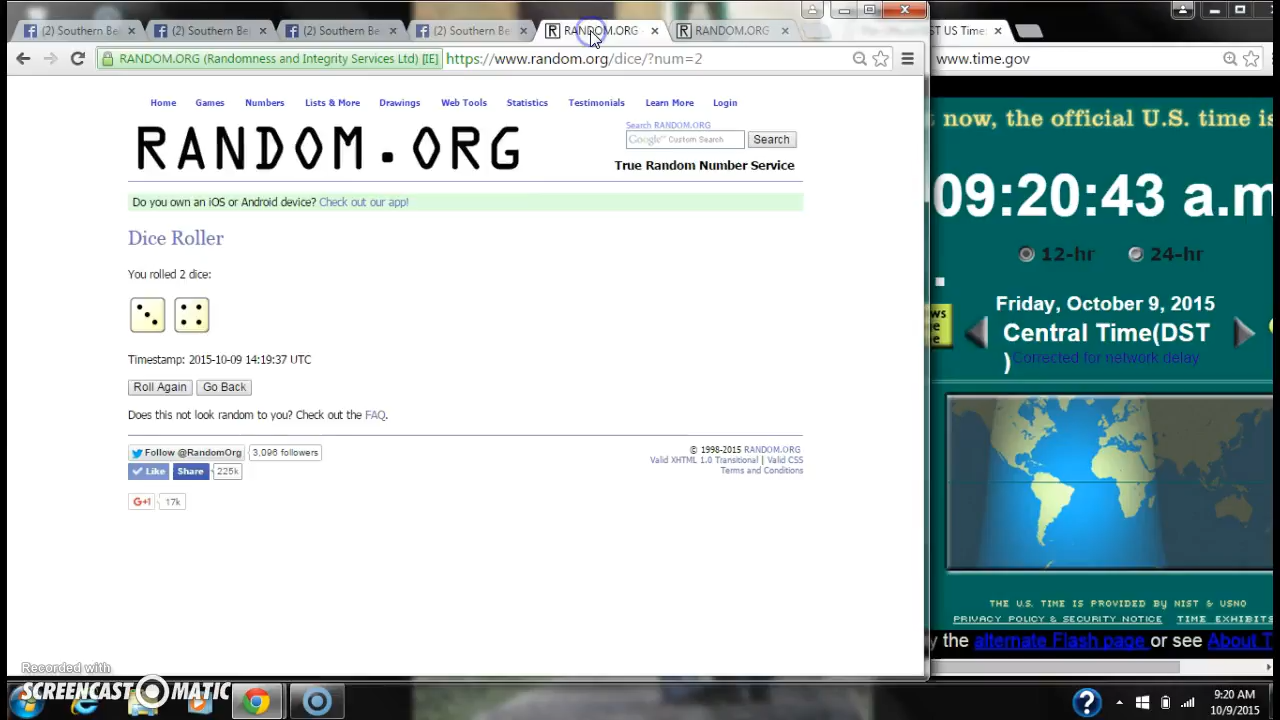 (2) Southern Be
(2) Southern Be
(2) Southern Be
(2) Southern Be
RANDOM.ORG
RANDOM.ORG
ST US Time:
RANDOM.ORG (Randomness and Integrity Services Ltd) [IE]
https://www.random.org/dice/?num=2
www.time.gov
Home Games Numbers Lists & More Drawings Web Tools Statistics Testimonials Learn More Login
RANDOM.ORG
Search RANDOM.ORG
Google™ Custom Search
Search
True Random Number Service
Do you own an iOS or Android device? Check out our app!
Dice Roller
You rolled 2 dice:
Timestamp: 2015-10-09 14:19:37 UTC
Roll Again Go Back
Does this not look random to you? Check out the FAQ.
Follow @RandomOrg 3,096 followers
Like Share 225k
G+1 17k
© 1998-2015 RANDOM.ORG
Valid XHTML 1.0 Transitional | Valid CSS
Terms and Conditions
now, the official U.S. time is
09:20:43 a.m
12-hr 24-hr
Friday, October 9, 2015
Central Time(DST
)
Corrected for network delay
THE U.S. TIME IS PROVIDED BY NIST & USNO
PRIVACY POLICY & SECURITY NOTICE TIME EXHIBITS
y the alternate Flash page or see About T
Recorded with
SCREENCAST-O-MATIC
9:20 AM
10/9/2015